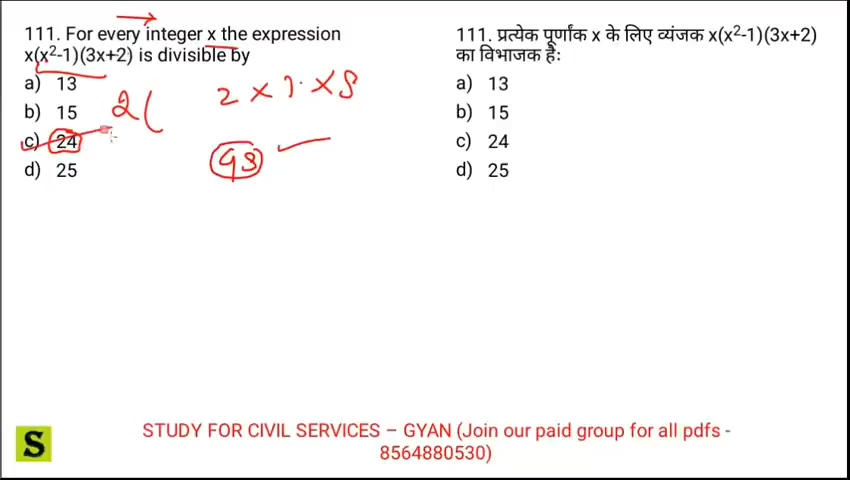 111. For every integer x the expression
x(x²-1)(3x+2) is divisible by
a) 13
b) 15
c) 24
d) 25
2(
2 x
48
111. प्रत्येक पूर्णांक x के लिए व्यंजक x(x²-1)(3x+2)
का विभाजक हैः
a) 13
b) 15
c) 24
d) 25
S
STUDY FOR CIVIL SERVICES – GYAN (Join our paid group for all pdfs -
8564880530)